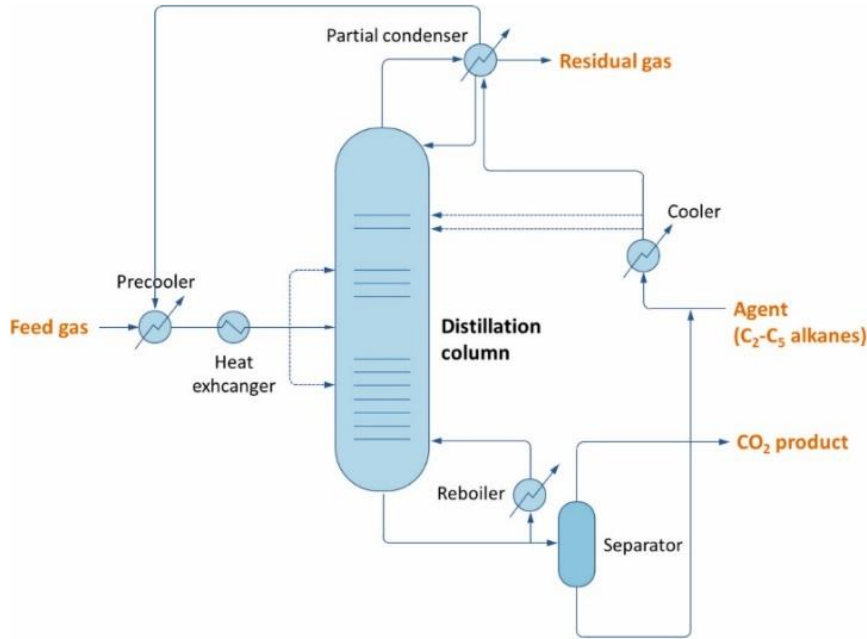 Partial condenser
Residual gas
Cooler
Precooler
Feed gas
Heat
exhcanger
Distillation
column
Agent
(C₂-C₅ alkanes)
CO₂ product
Reboiler
Separator